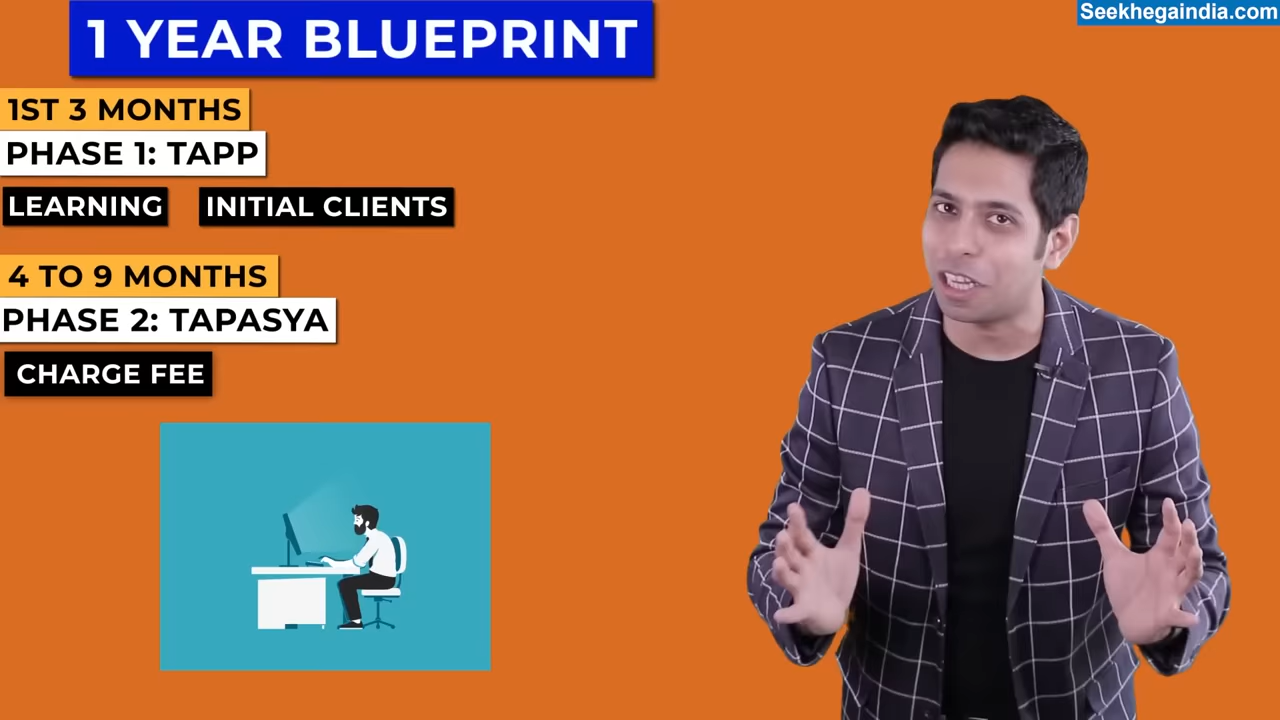 Seekhegaindia.com
1 YEAR BLUEPRINT
1ST 3 MONTHS
PHASE 1: TAPP
LEARNING
INITIAL CLIENTS
4 TO 9 MONTHS
PHASE 2: TAPASYA
CHARGE FEE